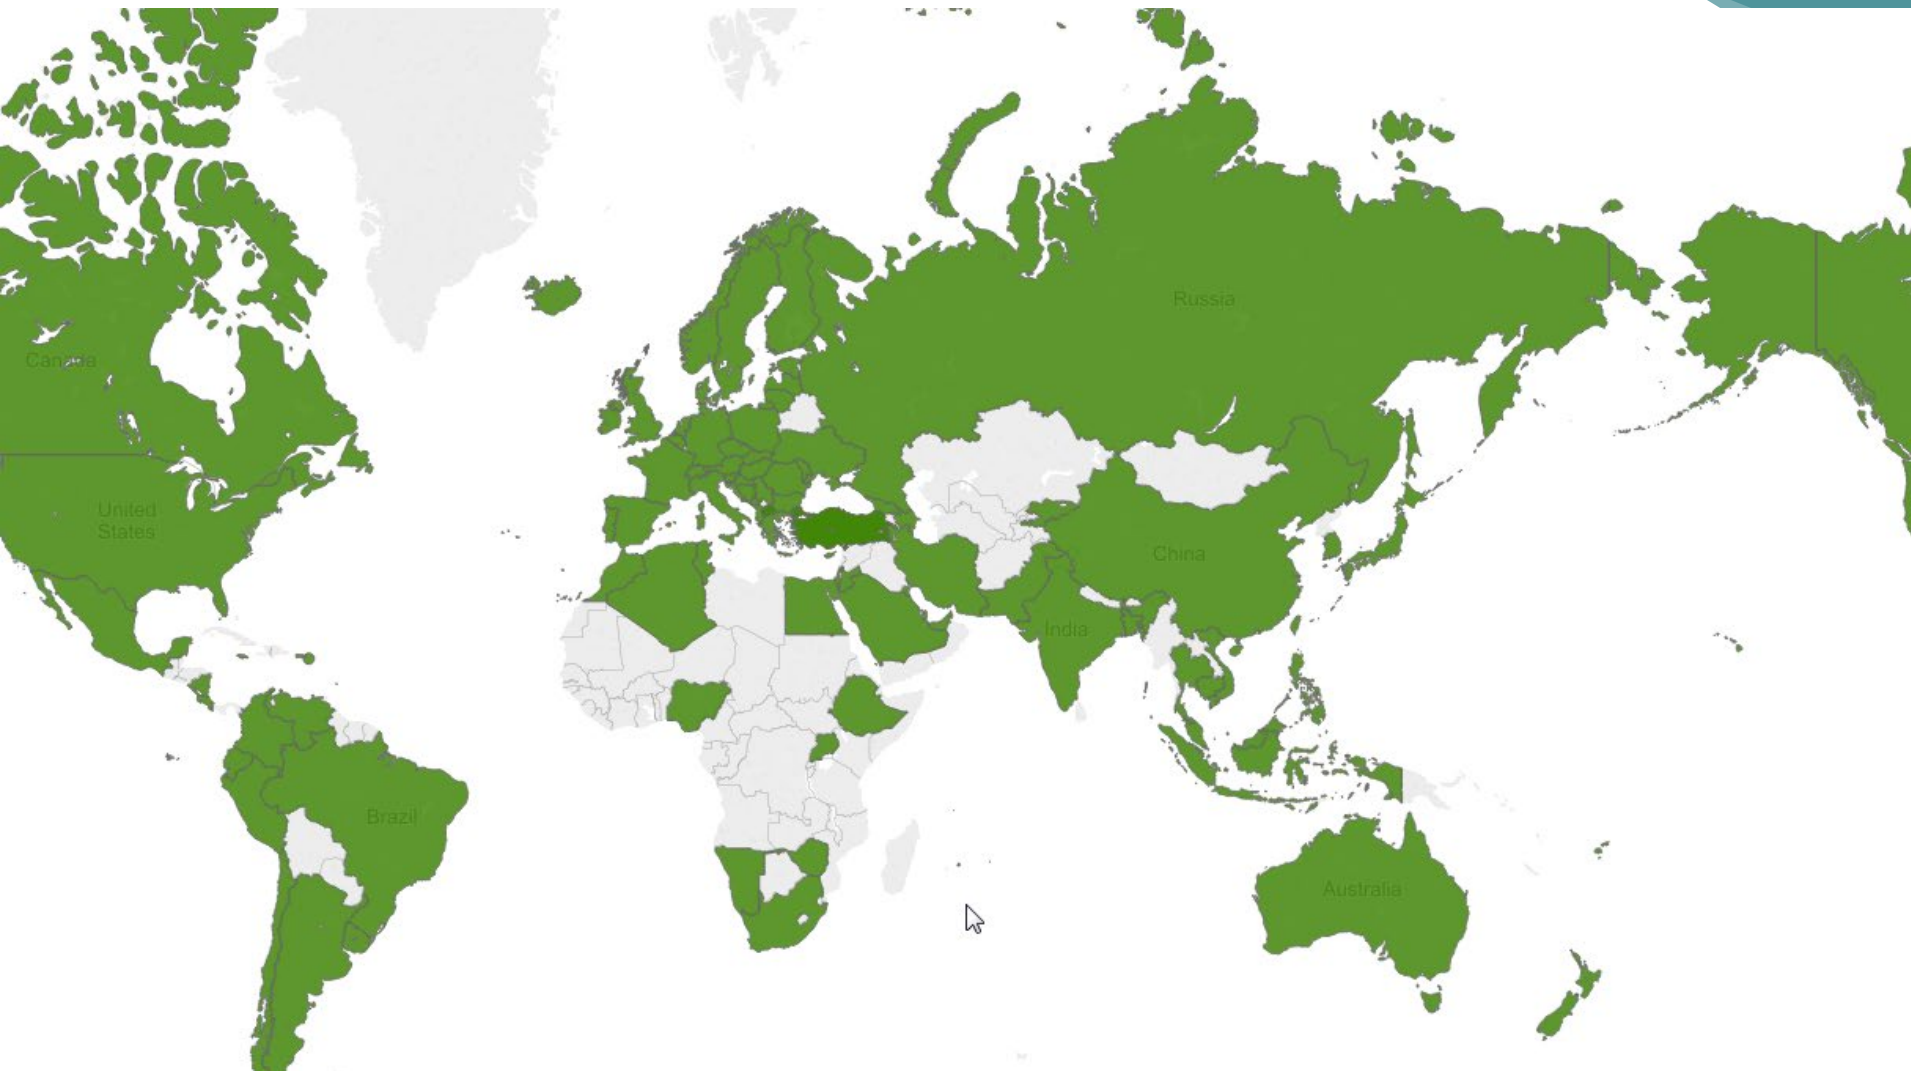 Russia
Canada
United
States
China
India
Brazil
Australia